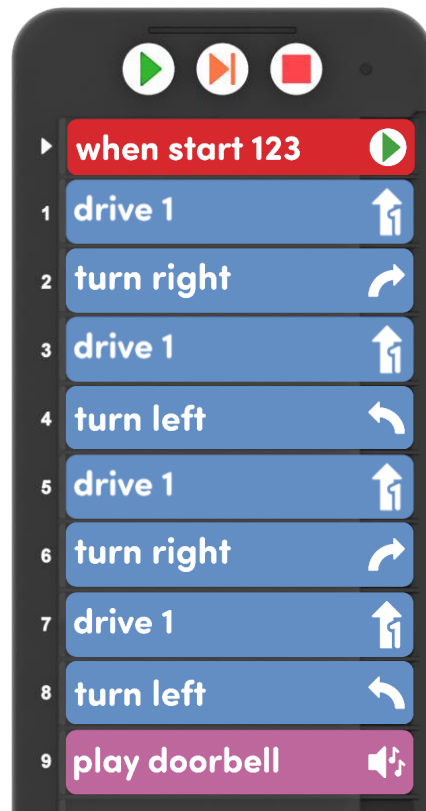 when start 123
1 drive 1
2 turn right
3 drive 1
4 turn left
5 drive 1
6 turn right
7 drive 1
8 turn left
9 play doorbell